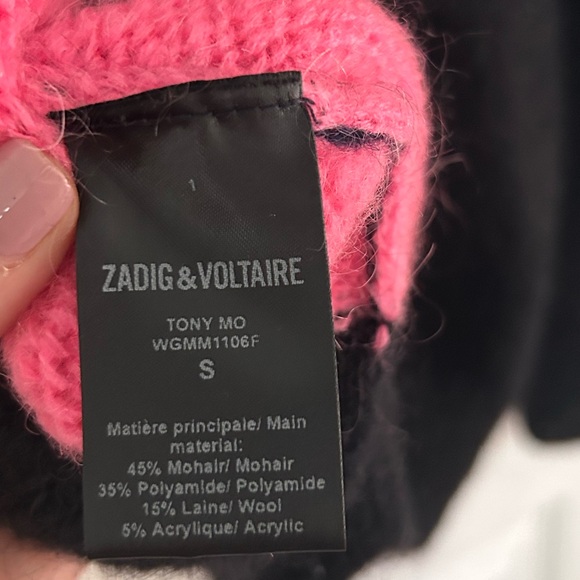 1
ZADIG&VOLTAIRE
TONY MO
WGMM1106F
S
Matière principale/ Main
material:
45% Mohair/ Mohair
35% Polyamide/ Polyamide
15% Laine/ Wool
5% Acrylique/ Acrylic